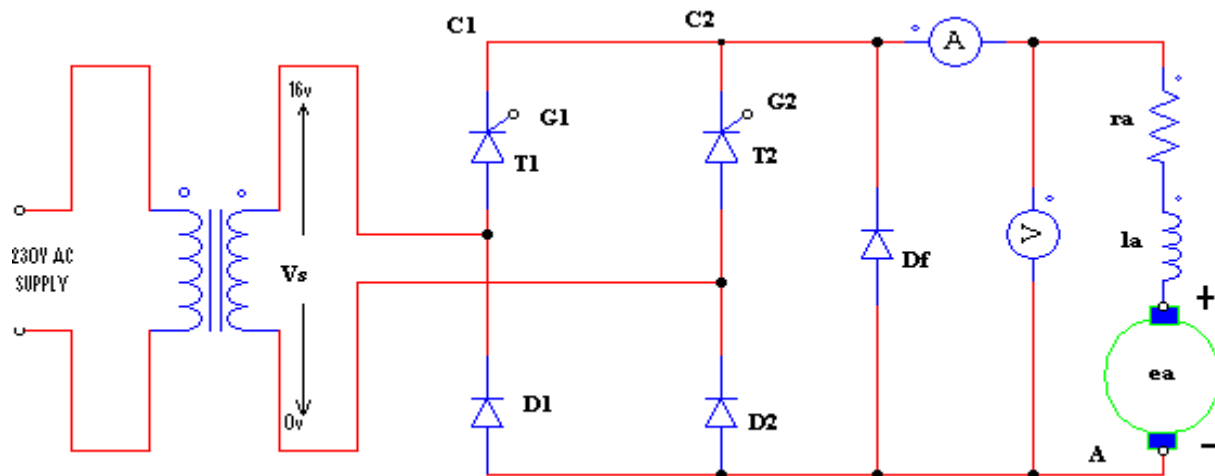 C1
C2
16v
G1
G2
A
ra
T1
T2
230V AC
SUPPLY
Vs
V
Df
la
+
ea
D1
D2
0v
A
-